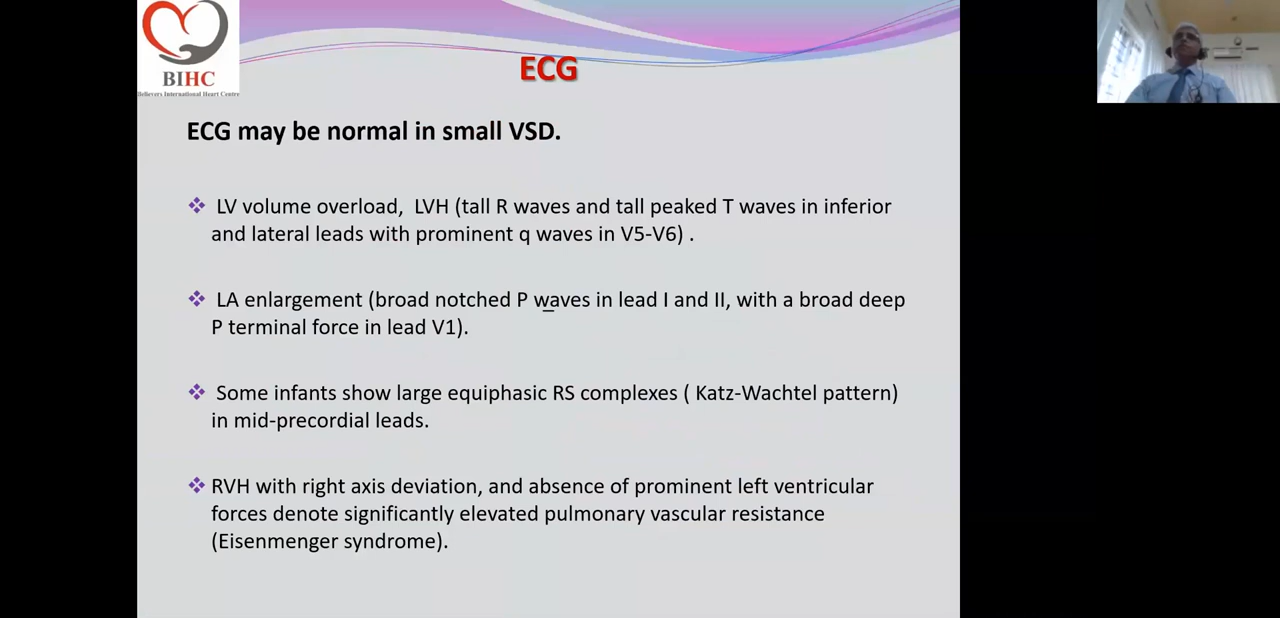 BIHC
Believers International Heart Centre
ECG
ECG may be normal in small VSD.
LV volume overload, LVH (tall R waves and tall peaked T waves in inferior
and lateral leads with prominent q waves in V5-V6) .
LA enlargement (broad notched P waves in lead I and II, with a broad deep
P terminal force in lead V1).
Some infants show large equiphasic RS complexes ( Katz-Wachtel pattern)
in mid-precordial leads.
RVH with right axis deviation, and absence of prominent left ventricular
forces denote significantly elevated pulmonary vascular resistance
(Eisenmenger syndrome).